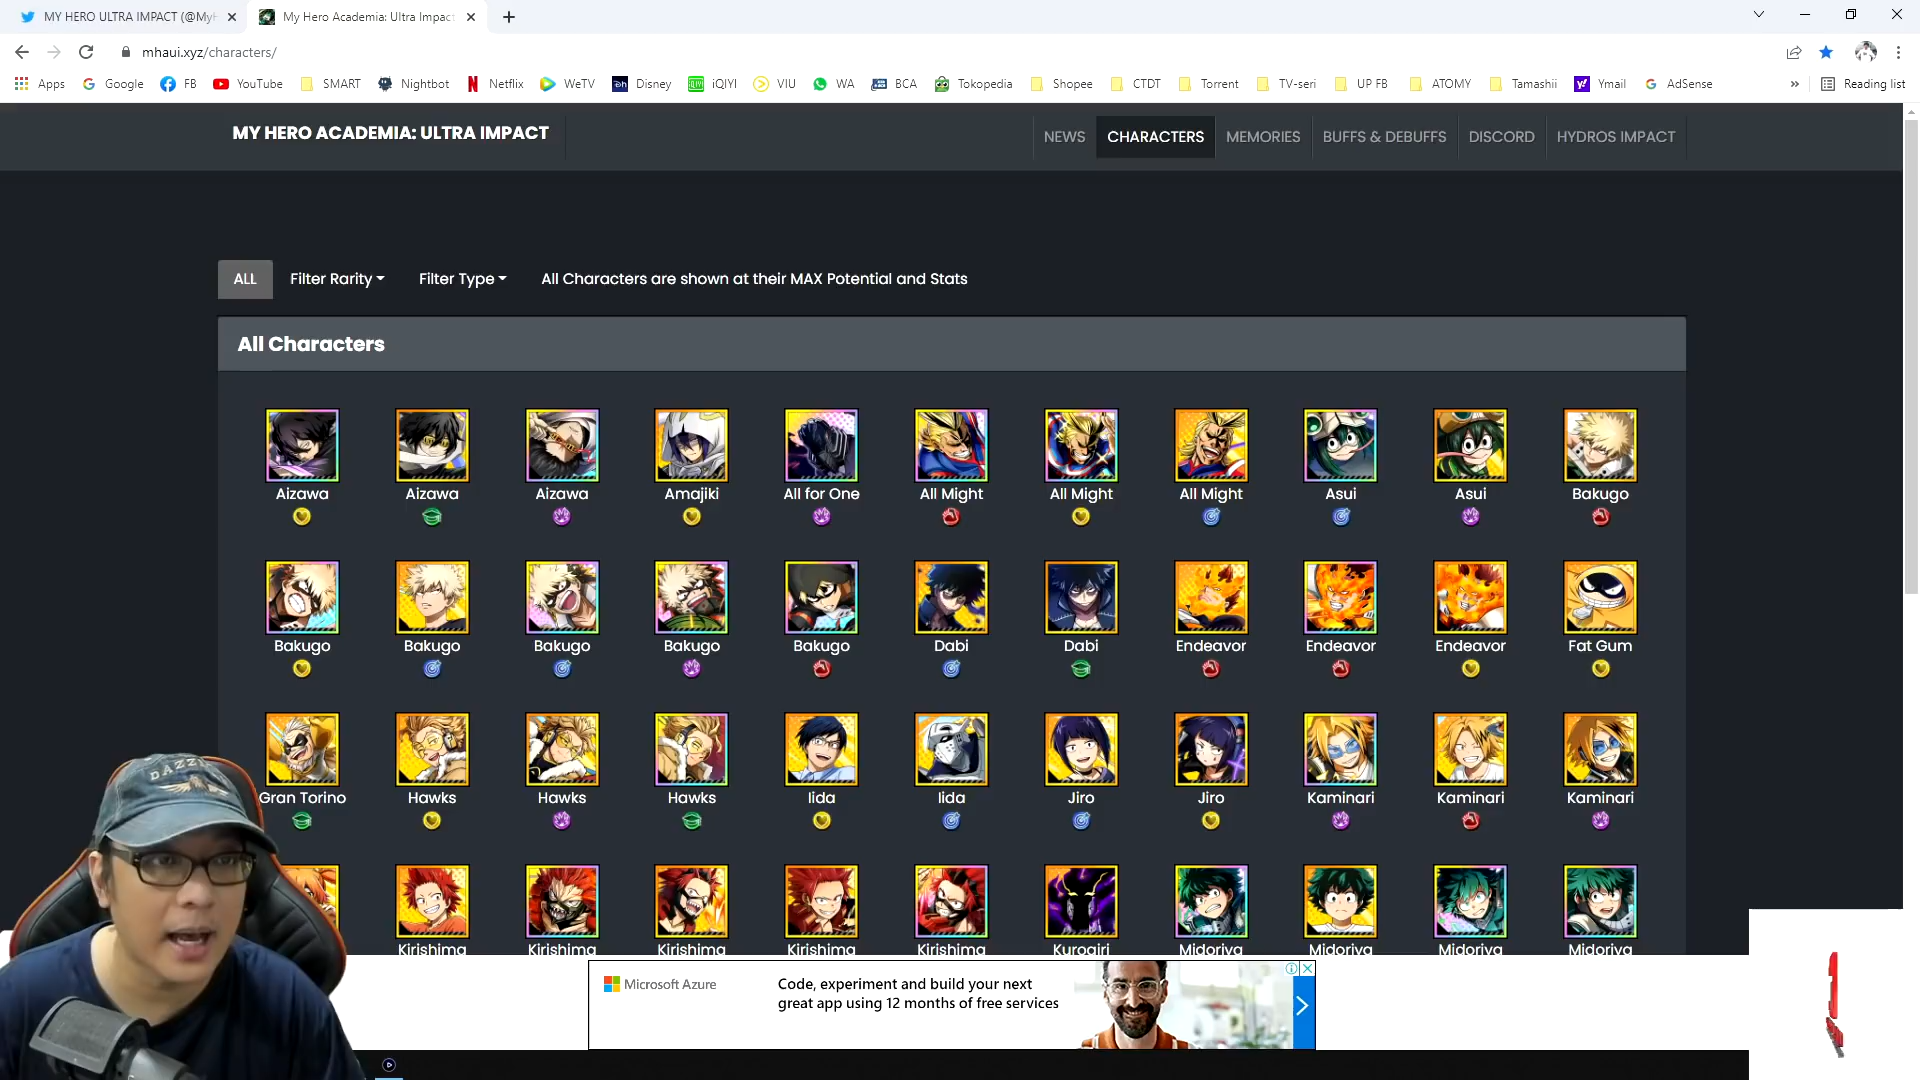 MY HERO ULTRA IMPACT (@MyH
My Hero Academia: Ultra Impact
mhaui.xyz/characters/
Apps Google FB YouTube SMART Nightbot Netflix WeTV Disney iQIYI VIU WA BCA Tokopedia Shopee CTDT Torrent TV-seri UP FB ATOMY Tamashii Ymail AdSense » Reading list
MY HERO ACADEMIA: ULTRA IMPACT
NEWS CHARACTERS MEMORIES BUFFS & DEBUFFS DISCORD HYDROS IMPACT
ALL Filter Rarity Filter Type All Characters are shown at their MAX Potential and Stats
All Characters
Aizawa Aizawa Aizawa Amajiki All for One All Might All Might All Might Asui Asui Bakugo
Bakugo Bakugo Bakugo Bakugo Bakugo Dabi Dabi Endeavor Endeavor Endeavor Fat Gum
Gran Torino Hawks Hawks Hawks Iida Iida Jiro Jiro Kaminari Kaminari Kaminari
Kirishima Kirishima Kirishima Kirishima Kirishima Kurogiri Midoriya Midoriya Midoriya Midoriya
DAZZ
Microsoft Azure
Code, experiment and build your next
great app using 12 months of free services